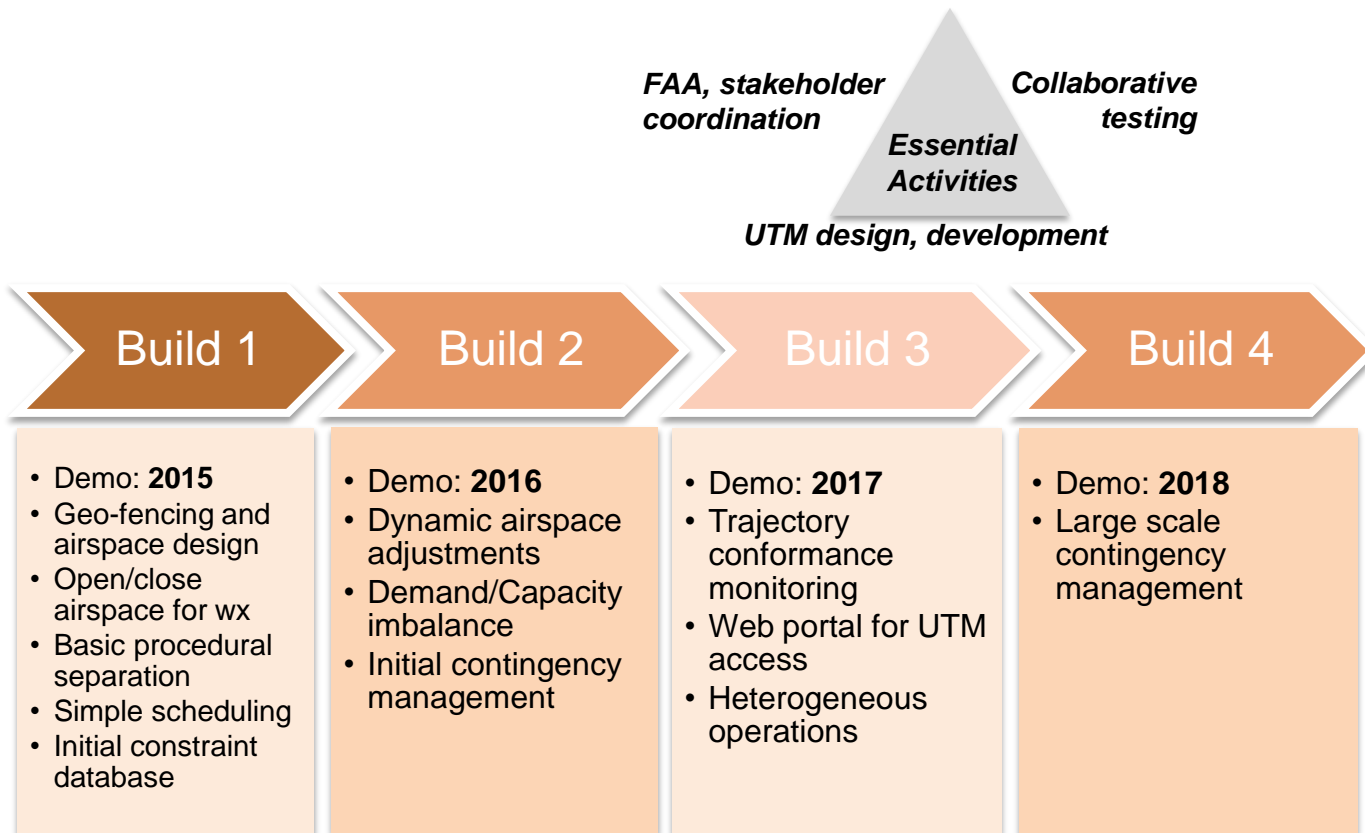 FAA, stakeholder
coordination
Collaborative
testing
Essential
Activities
UTM design, development
Build 1
Build 2
Build 3
Build 4
• Demo: 2015
• Geo-fencing and
airspace design
• Open/close
airspace for wx
• Basic procedural
separation
• Simple scheduling
• Initial constraint
database
• Demo: 2016
• Dynamic airspace
adjustments
• Demand/Capacity
imbalance
• Initial contingency
management
• Demo: 2017
• Trajectory
conformance
monitoring
• Web portal for UTM
access
• Heterogeneous
operations
• Demo: 2018
• Large scale
contingency
management